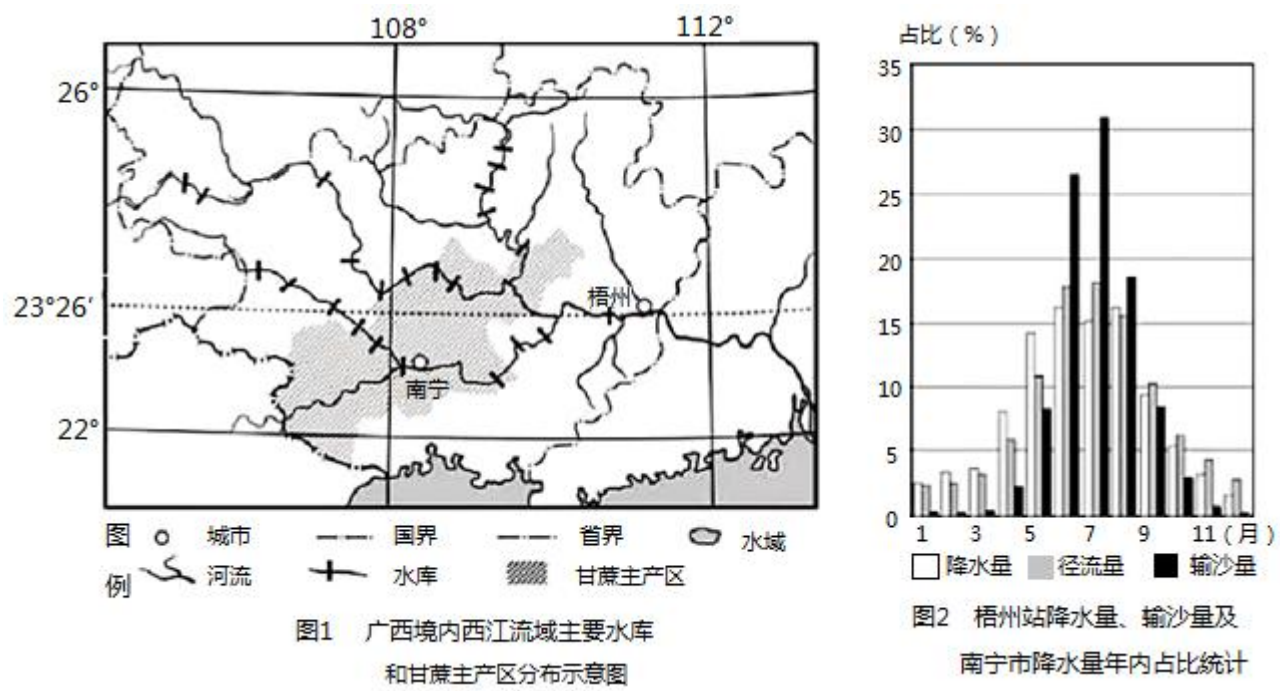 108°
112°
26°
23°26′
22°
梧州
南宁
图
例
城市
国界
省界
水域
河流
水库
甘蔗主产区
图1 广西境内西江流域主要水库
和甘蔗主产区分布示意图
占比（%）
35
30
25
20
15
10
5
0
1 3 5 7 9 11（月）
降水量 径流量 输沙量
图2 梧州站降水量、输沙量及
南宁市降水量年内占比统计